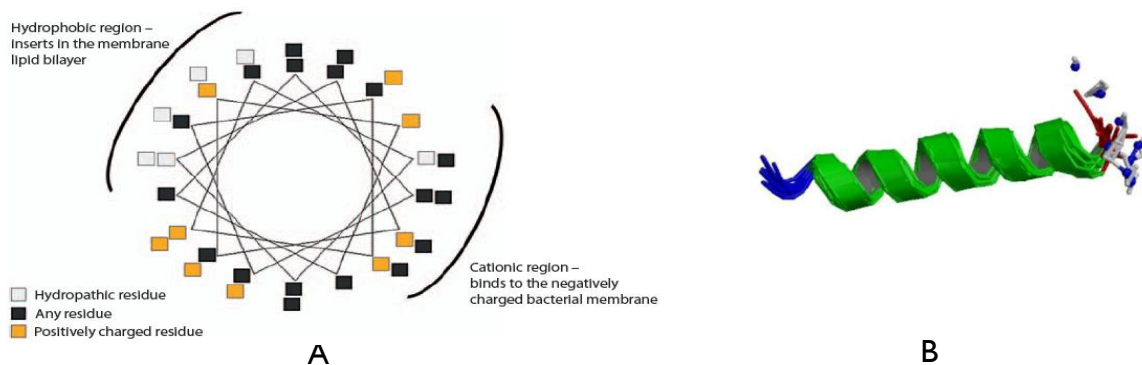 Hydrophobic region –
inserts in the membrane
lipid bilayer
Cationic region –
binds to the negatively
charged bacterial membrane
Hydropathic residue
Any residue
Positively charged residue
A
B